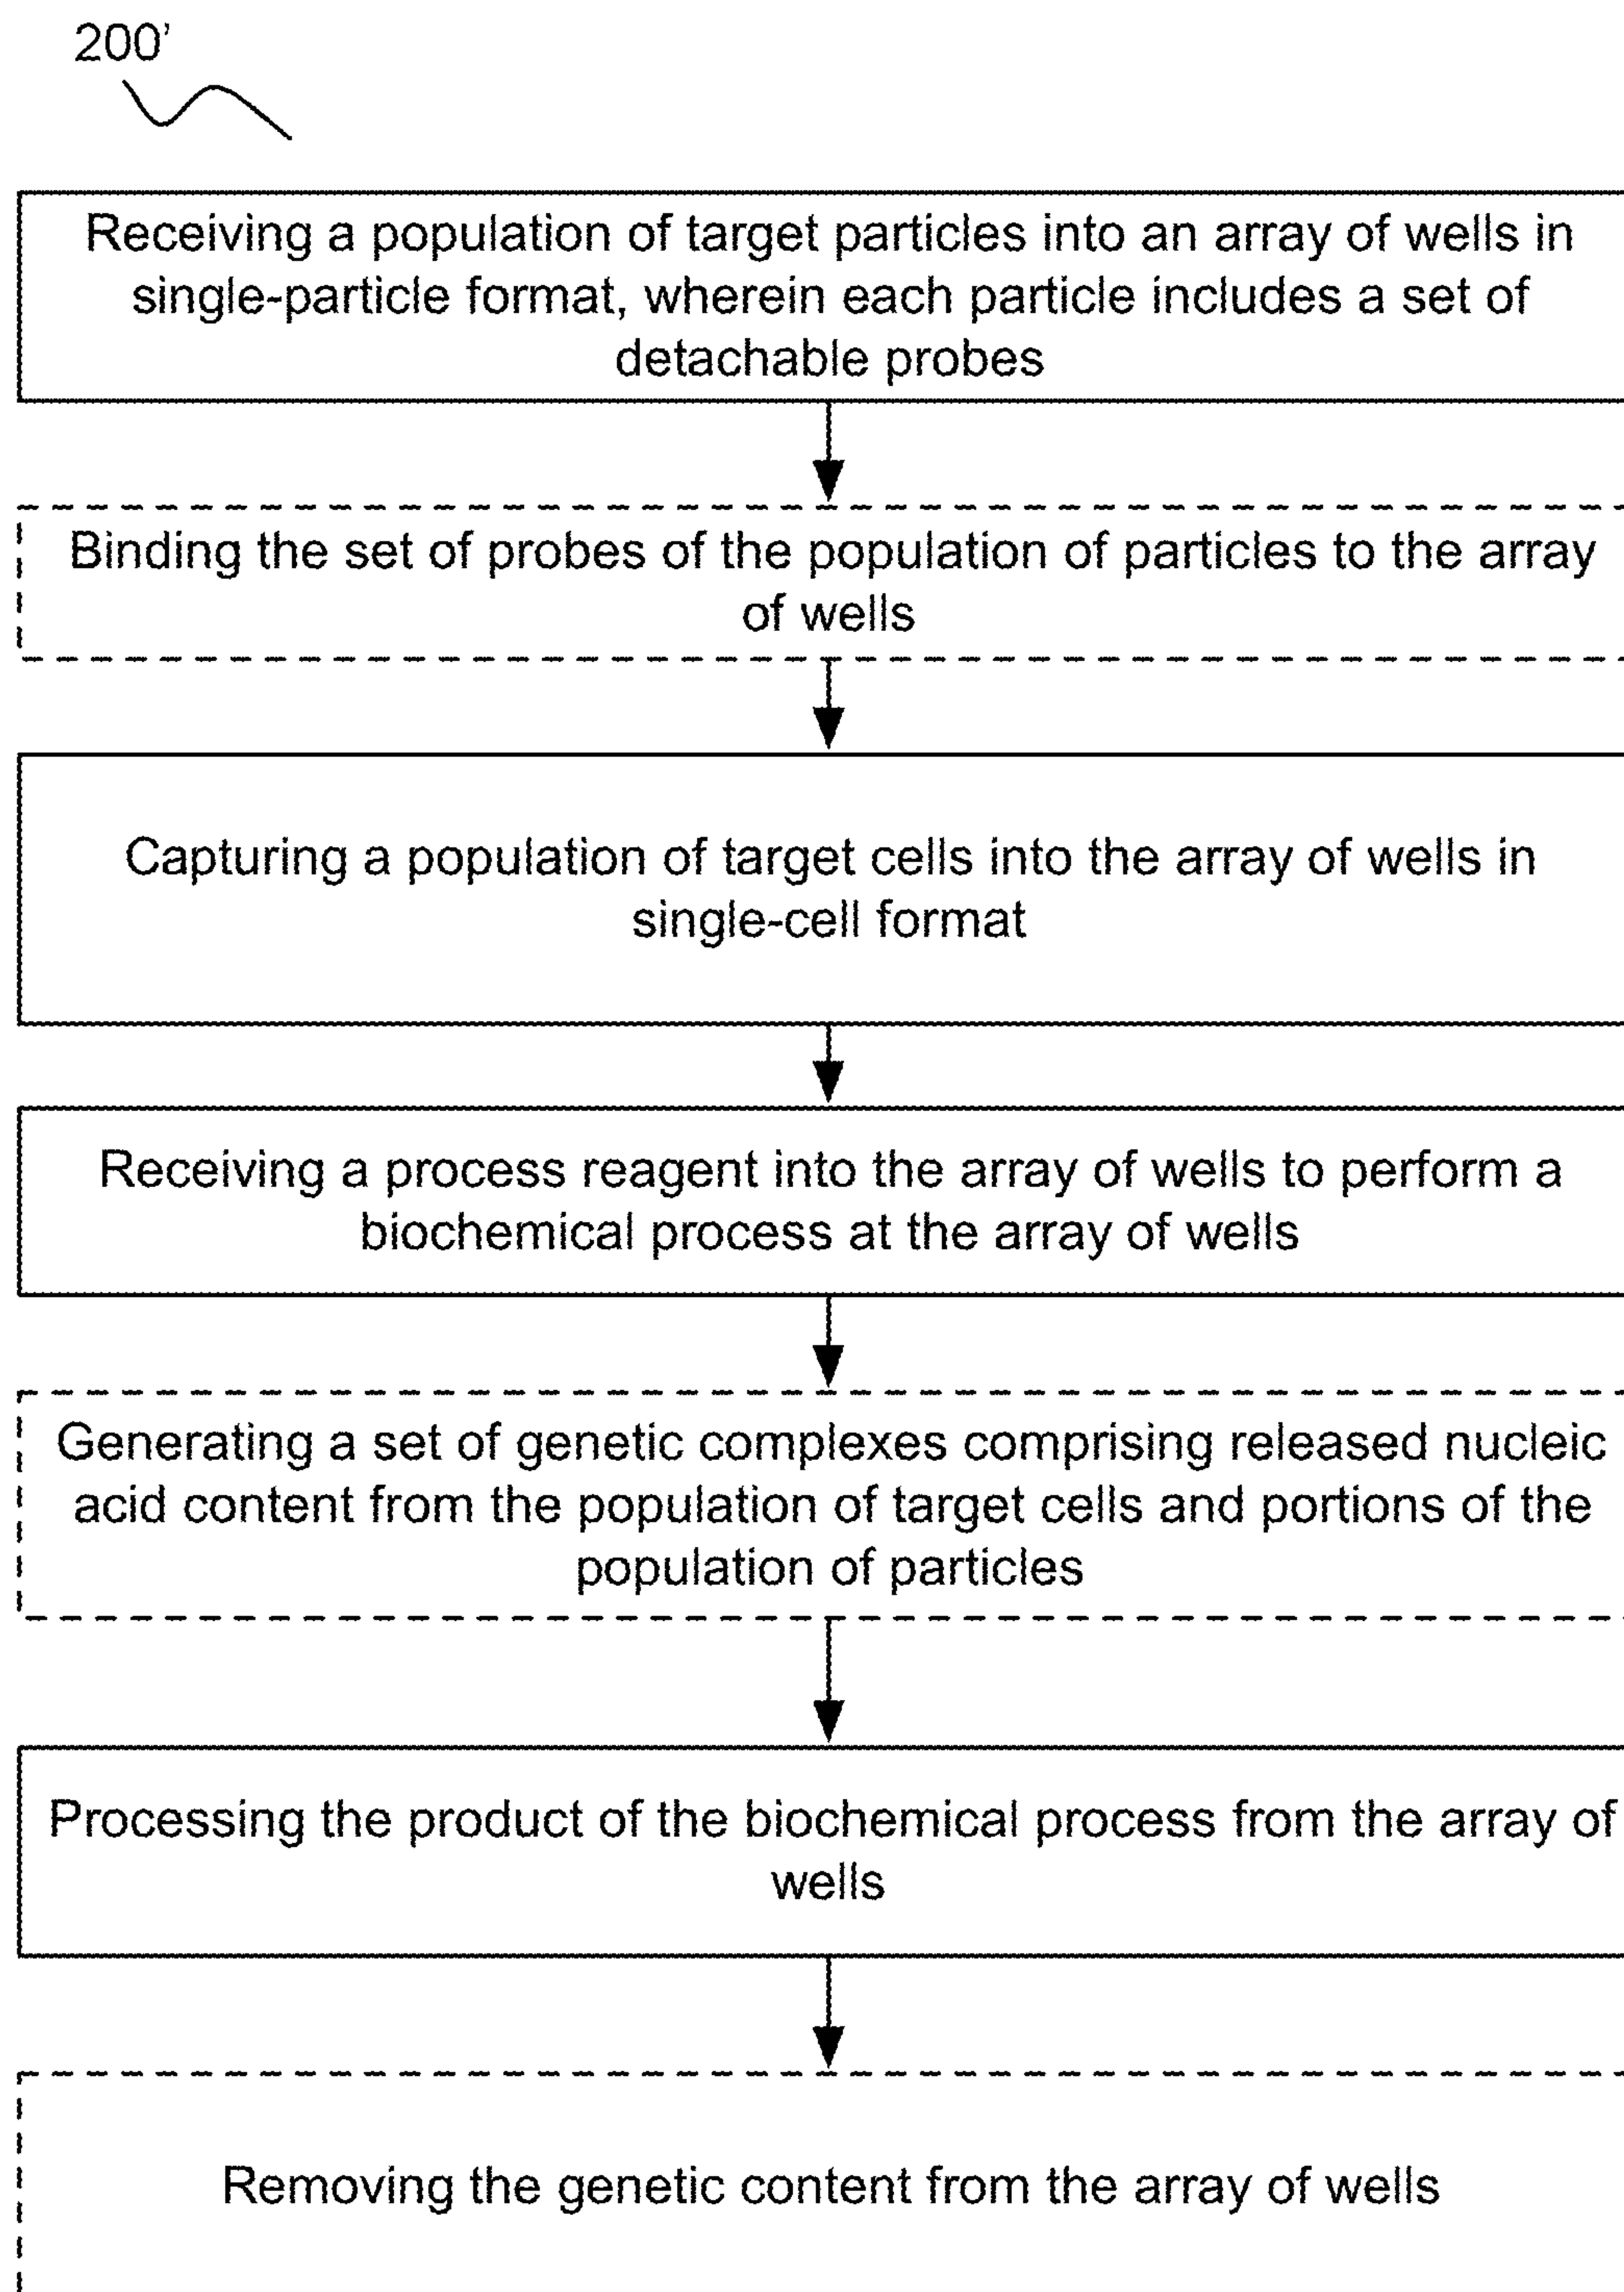 200’
Receiving a population of target particles into an array of wells in
single-particle format, wherein each particle includes a set of
detachable probes
Binding the set of probes of the population of particles to the array
of wells
Capturing a population of target cells into the array of wells in
single-cell format
Receiving a process reagent into the array of wells to perform a
biochemical process at the array of wells
Generating a set of genetic complexes comprising released nucleic
acid content from the population of target cells and portions of the
population of particles
Processing the product of the biochemical process from the array of
wells
Removing the genetic content from the array of wells